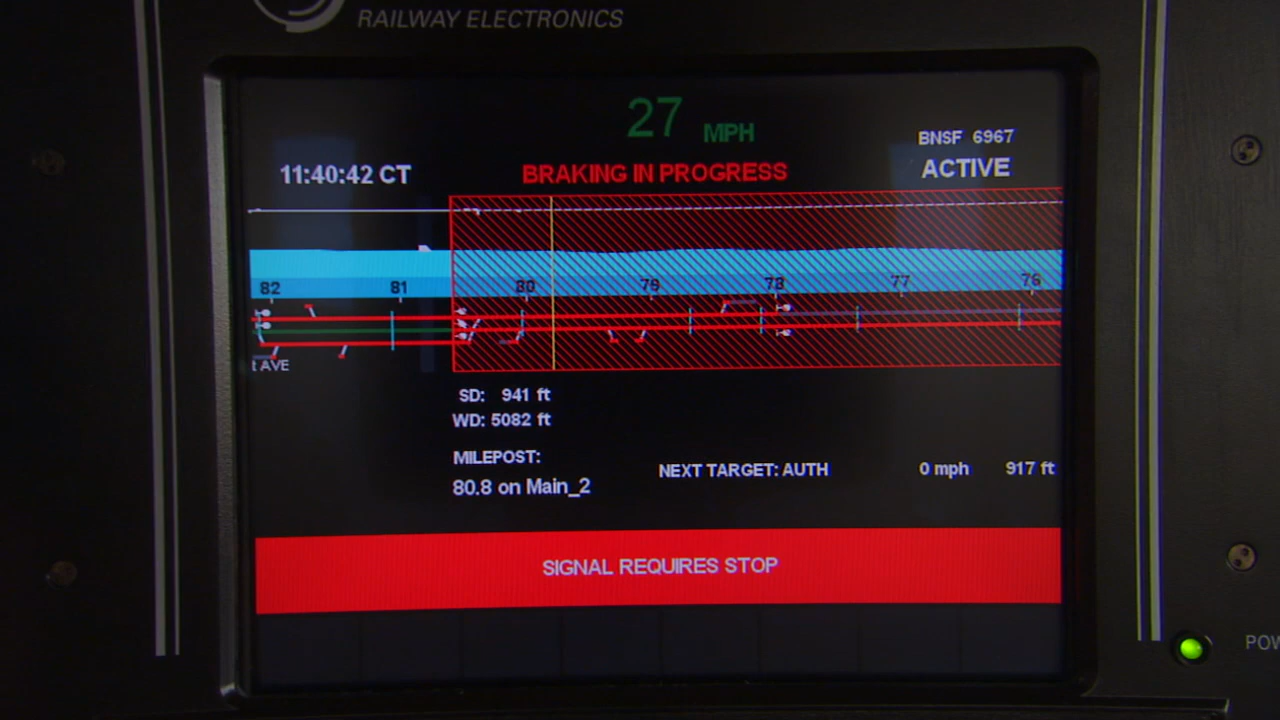 RAILWAY ELECTRONICS
27 MPH
BNSF 6967
11:40:42 CT
BRAKING IN PROGRESS
ACTIVE
82 81 80 79 78 77 76
t AVE
SD: 941 ft
WD: 5082 ft
MILEPOST:
80.8 on Main_2
NEXT TARGET: AUTH
0 mph
917 ft
SIGNAL REQUIRES STOP
POW